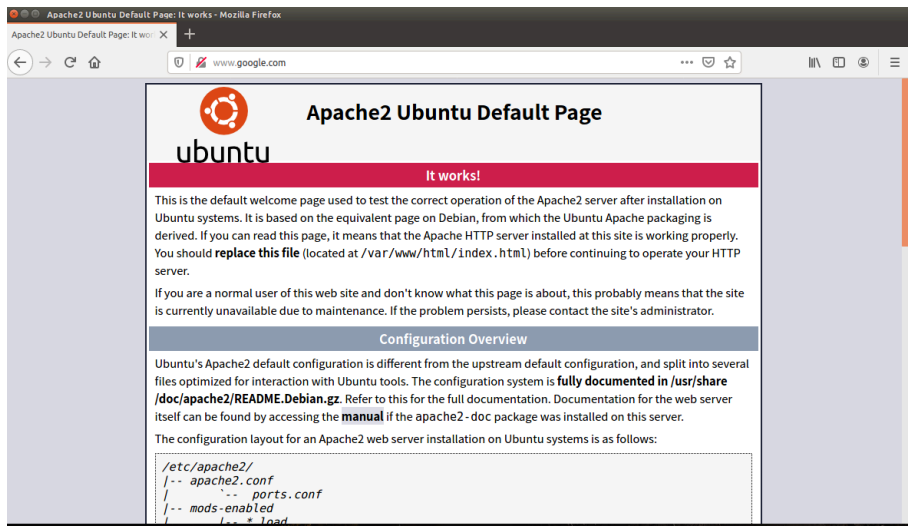 Apache2 Ubuntu Default Page: It works - Mozilla Firefox
Apache2 Ubuntu Default Page: It wor
www.google.com
Apache2 Ubuntu Default Page
ubuntu
It works!
This is the default welcome page used to test the correct operation of the Apache2 server after installation on
Ubuntu systems. It is based on the equivalent page on Debian, from which the Ubuntu Apache packaging is
derived. If you can read this page, it means that the Apache HTTP server installed at this site is working properly.
You should replace this file (located at /var/www/html/index.html) before continuing to operate your HTTP
server.
If you are a normal user of this web site and don't know what this page is about, this probably means that the site
is currently unavailable due to maintenance. If the problem persists, please contact the site's administrator.
Configuration Overview
Ubuntu's Apache2 default configuration is different from the upstream default configuration, and split into several
files optimized for interaction with Ubuntu tools. The configuration system is fully documented in /usr/share
/doc/apache2/README.Debian.gz. Refer to this for the full documentation. Documentation for the web server
itself can be found by accessing the manual if the apache2-doc package was installed on this server.
The configuration layout for an Apache2 web server installation on Ubuntu systems is as follows:
/etc/apache2/
|-- apache2.conf
|       `--  ports.conf
|-- mods-enabled
|       |-- *.load